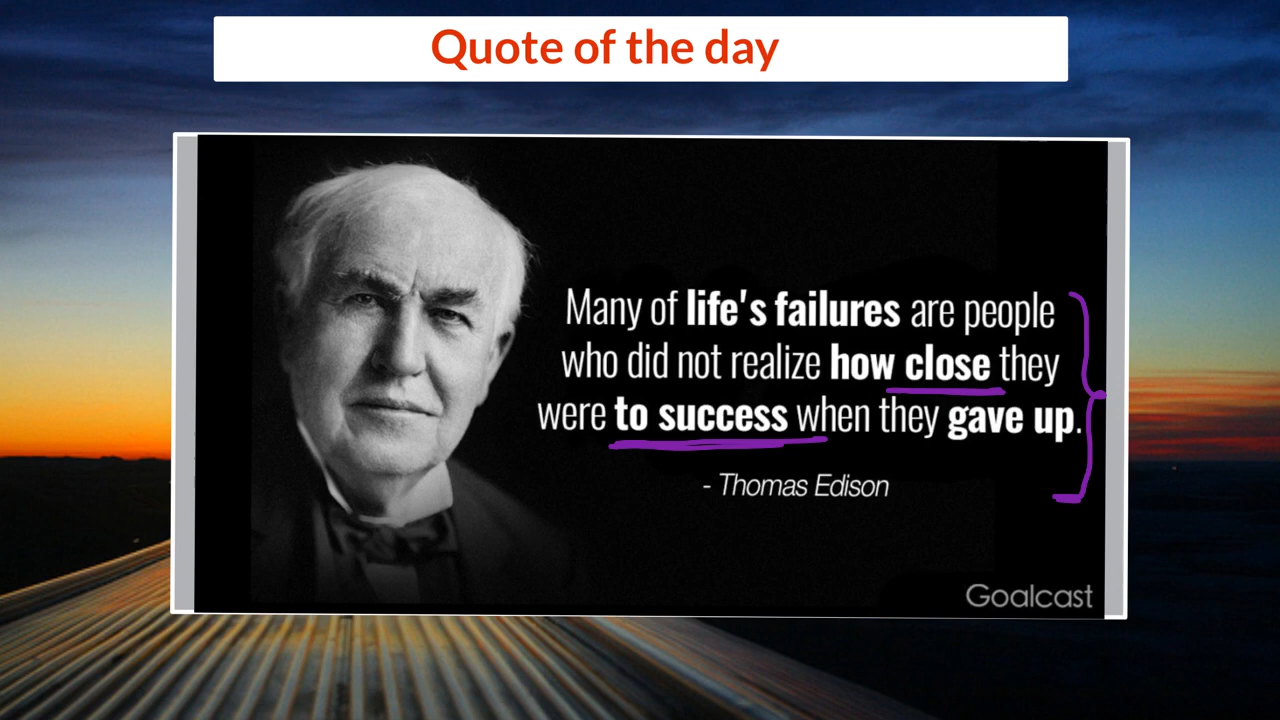 Quote of the day
Many of life's failures are people
who did not realize how close they
were to success when they gave up.
- Thomas Edison
Goalcast